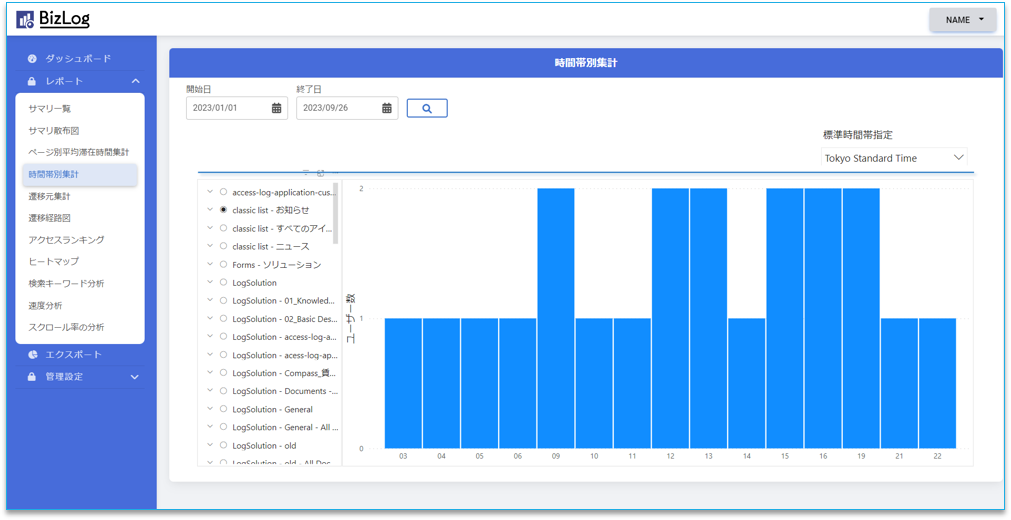 BizLog
NAME
ダッシュボード
レポート
サマリ一覧
サマリ散布図
ページ別平均滞在時間集計
時間帯別集計
遷移元集計
遷移経路図
アクセスランキング
ヒートマップ
検索キーワード分析
速度分析
スクロール率の分析
エクスポート
管理設定
時間帯別集計
開始日 終了日
2023/01/01 2023/09/26
標準時間帯指定
Tokyo Standard Time
access-log-application-cus...
classic list - お知らせ
classic list - すべてのアイ...
classic list - ニュース
Forms - ソリューション
LogSolution
LogSolution - 01_Knowled...
LogSolution - 02_Basic Des...
LogSolution - access-log-a...
LogSolution - acess-log-ap...
LogSolution - Compass_賃...
LogSolution - Documents -...
LogSolution - General
LogSolution - General - All ...
LogSolution - old
LogSolution - old - All Doc...
ユーザー数
2
1
0
03 04 05 06 09 10 11 12 13 14 15 16 19 21 22